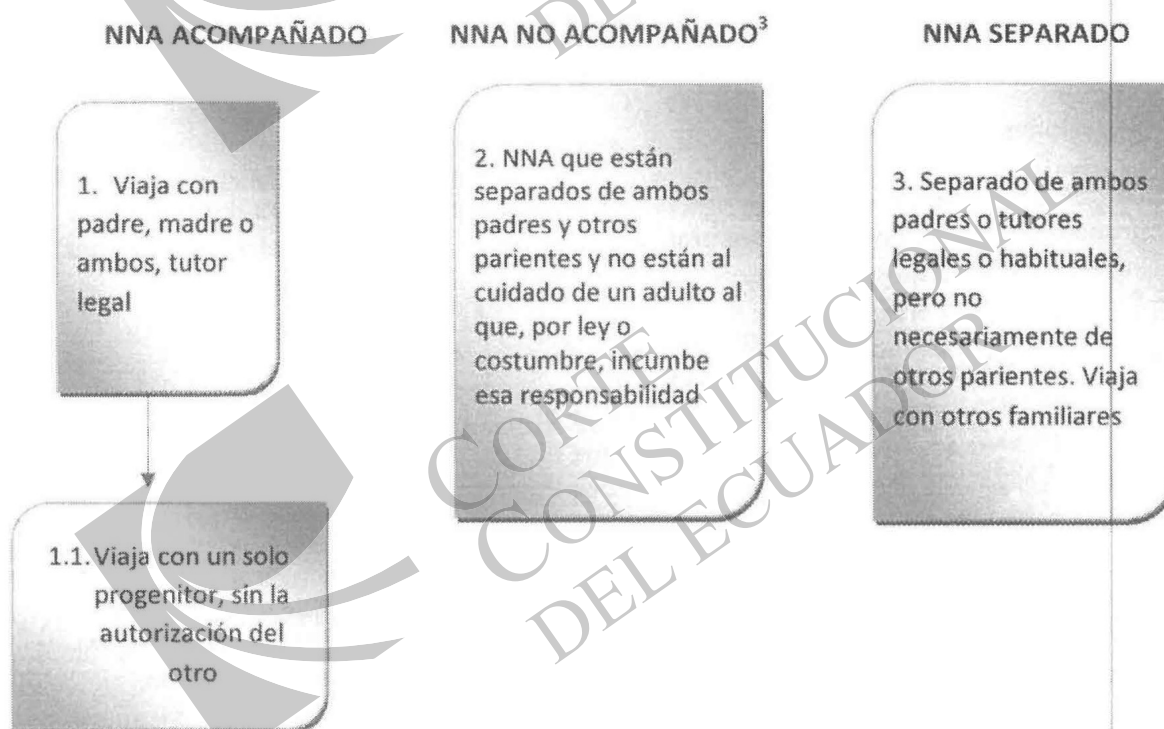 NNA ACOMPAÑADO
1. Viaja con
padre, madre o
ambos, tutor
legal
1.1. Viaja con un solo
progenitor, sin la
autorización del
otro
NNA NO ACOMPAÑADO³
2. NNA que están
separados de ambos
padres y otros
parientes y no están al
cuidado de un adulto al
que, por ley o
costumbre, incumbe
esa responsabilidad
NNA SEPARADO
3. Separado de ambos
padres o tutores
legales o habituales,
pero no
necesariamente de
otros parientes. Viaja
con otros familiares
CORTE
CONSTITUCIONAL
DEL ECUADOR